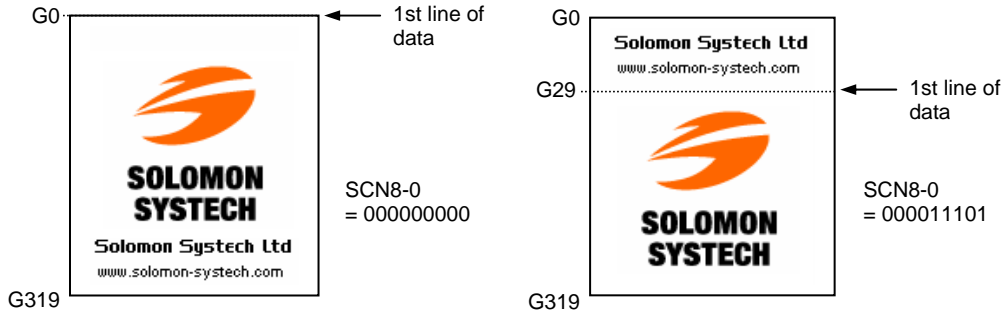 G0
1st line of
data
SOLOMON
SYSTECH
Solomon Systech Ltd
www.solomon-systech.com
SCN8-0
= 000000000
G319
G0
Solomon Systech Ltd
www.solomon-systech.com
G29
1st line of
data
SOLOMON
SYSTECH
SCN8-0
= 000011101
G319